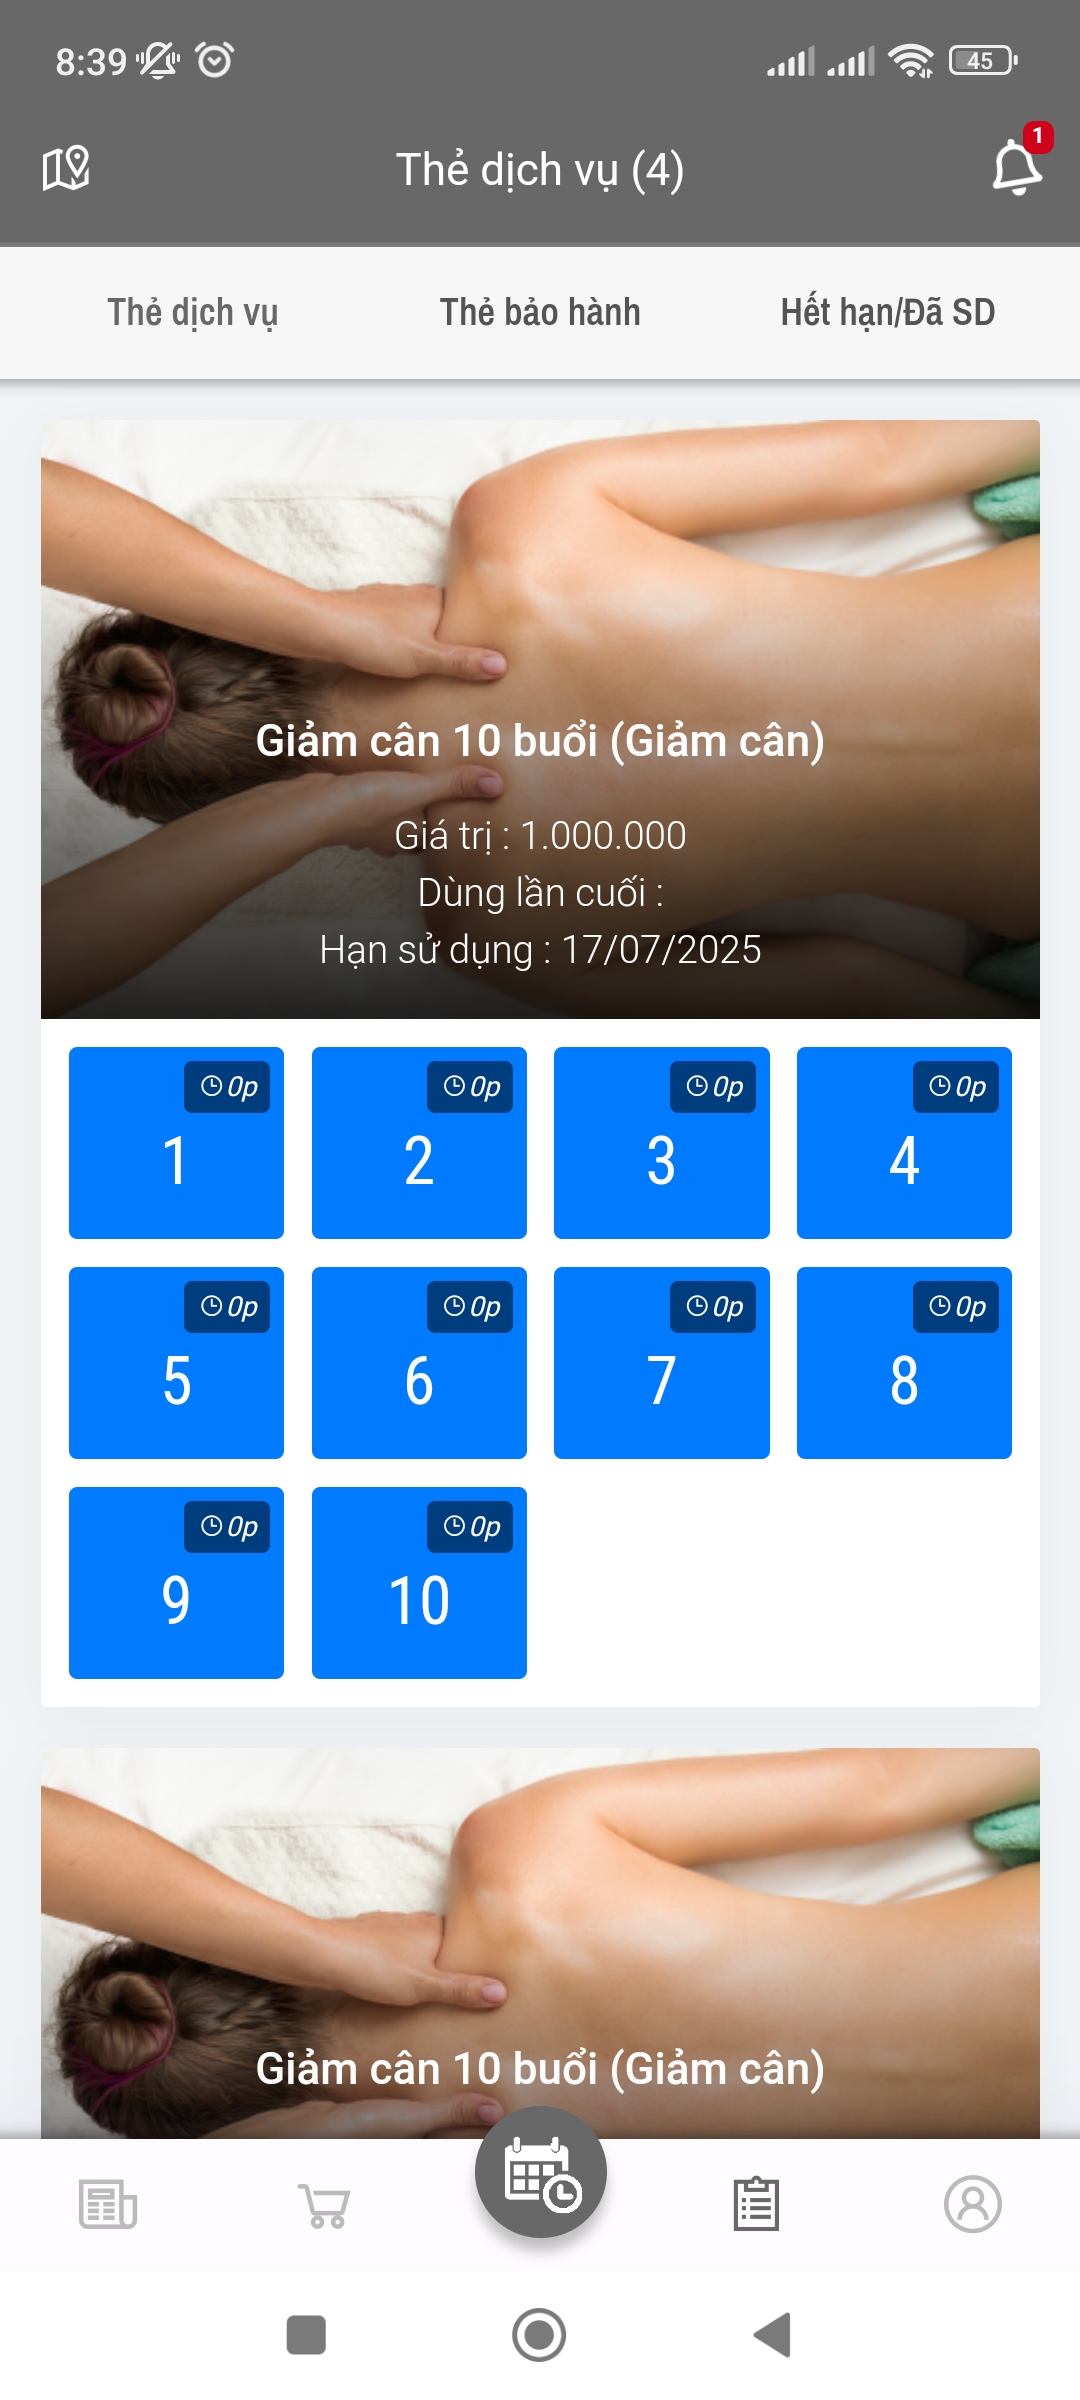 8:39
45
Thẻ dịch vụ (4)
1
Thẻ dịch vụ
Thẻ bảo hành
Hết hạn/Đã SD
Giảm cân 10 buổi (Giảm cân)
Giá trị : 1.000.000
Dùng lần cuối :
Hạn sử dụng : 17/07/2025
0p 0p 0p 0p
1 2 3 4
0p 0p 0p 0p
5 6 7 8
0p 0p
9 10
Giảm cân 10 buổi (Giảm cân)